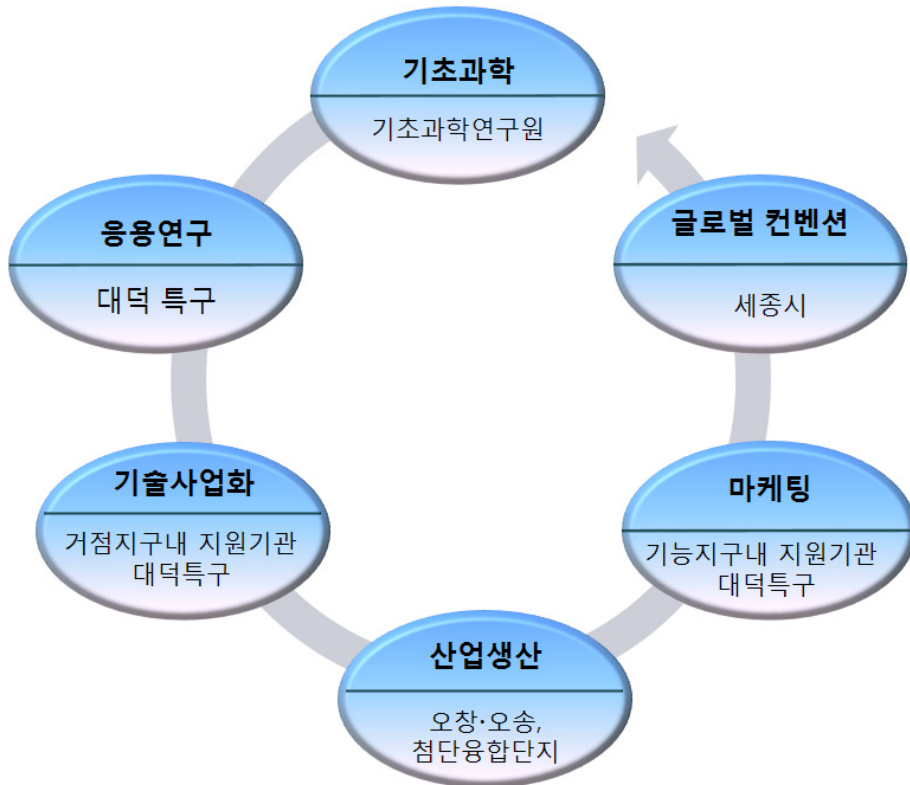 기초과학
기초과학연구원
응용연구
대덕 특구
기술사업화
거점지구내 지원기관
대덕특구
산업생산
오창·오송,
첨단융합단지
마케팅
기능지구내 지원기관
대덕특구
글로벌 컨벤션
세종시